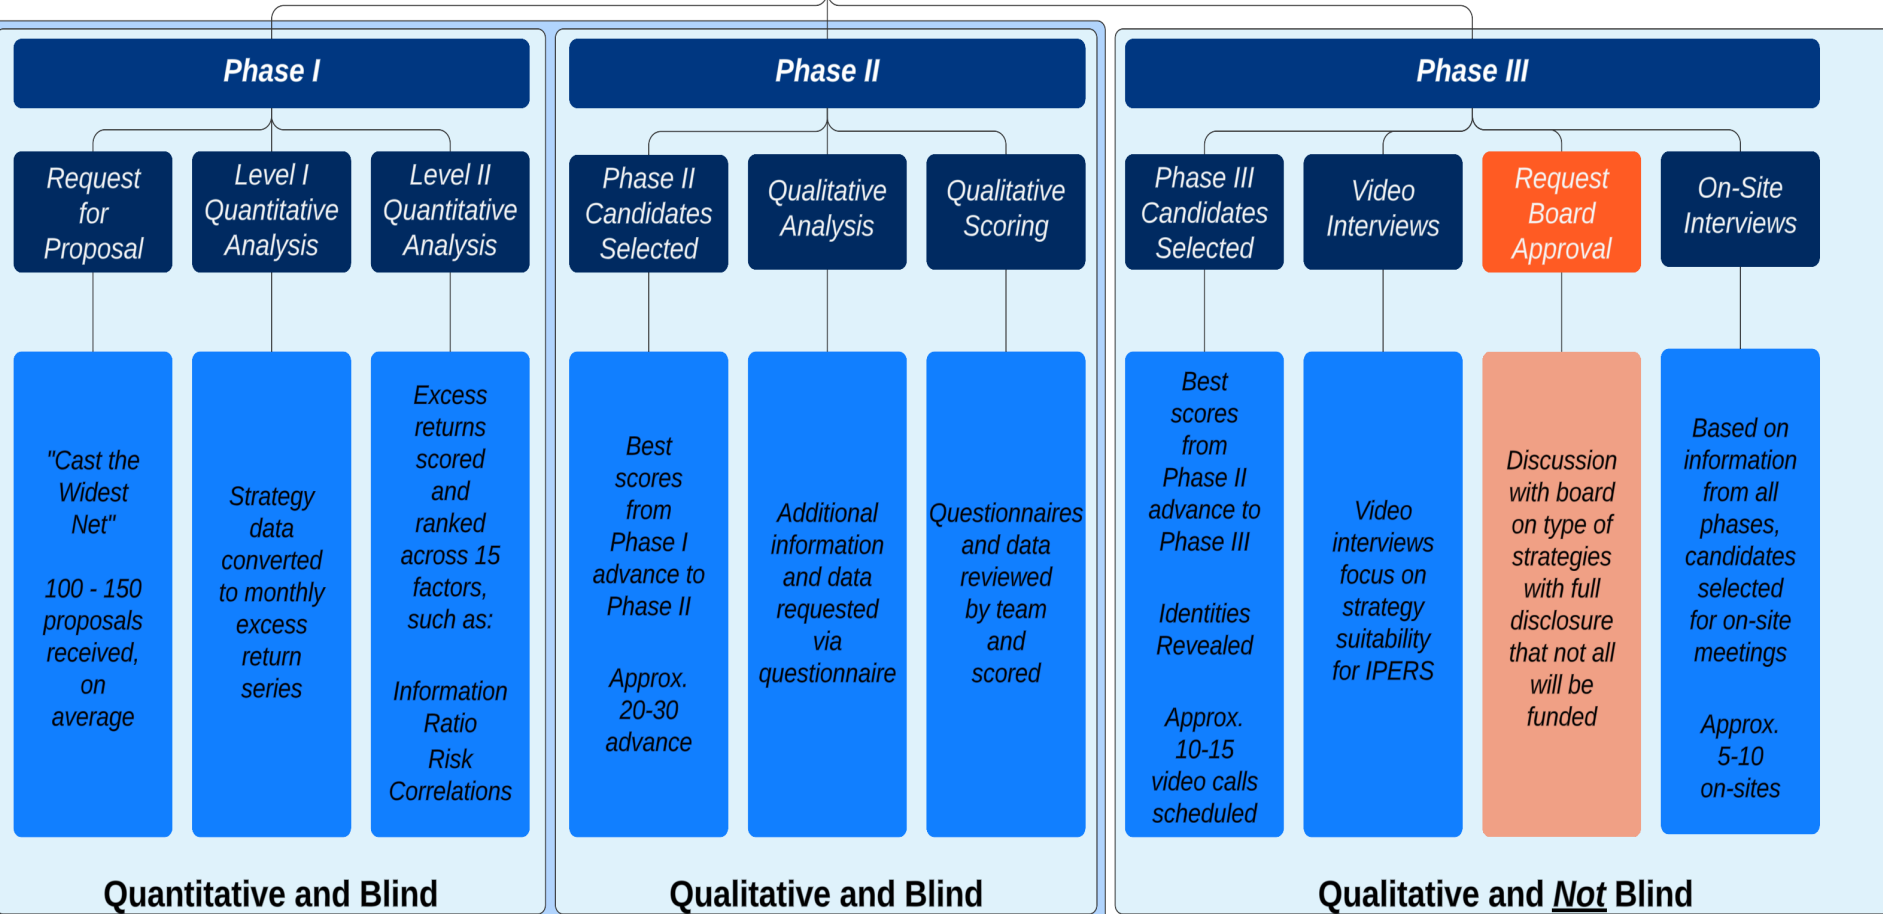 Phase I
Request
for
Proposal
Level I
Quantitative
Analysis
Level II
Quantitative
Analysis
"Cast the
Widest
Net"
100 - 150
proposals
received,
on
average
Strategy
data
converted
to monthly
excess
return
series
Excess
returns
scored
and
ranked
across 15
factors,
such as:
Information
Ratio
Risk
Correlations
Quantitative and Blind
Phase II
Phase II
Candidates
Selected
Qualitative
Analysis
Qualitative
Scoring
Best
scores
from
Phase I
advance to
Phase II
Approx.
20-30
advance
Additional
information
and data
requested
via
questionnaire
Questionnaires
and data
reviewed
by team
and
scored
Qualitative and Blind
Phase III
Phase III
Candidates
Selected
Video
Interviews
Request
Board
Approval
On-Site
Interviews
Best
scores
from
Phase II
advance to
Phase III
Identities
Revealed
Approx.
10-15
video calls
scheduled
Video
interviews
focus on
strategy
suitability
for IPERS
Discussion
with board
on type of
strategies
with full
disclosure
that not all
will be
funded
Based on
information
from all
phases,
candidates
selected
for on-site
meetings
Approx.
5-10
on-sites
Qualitative and Not Blind